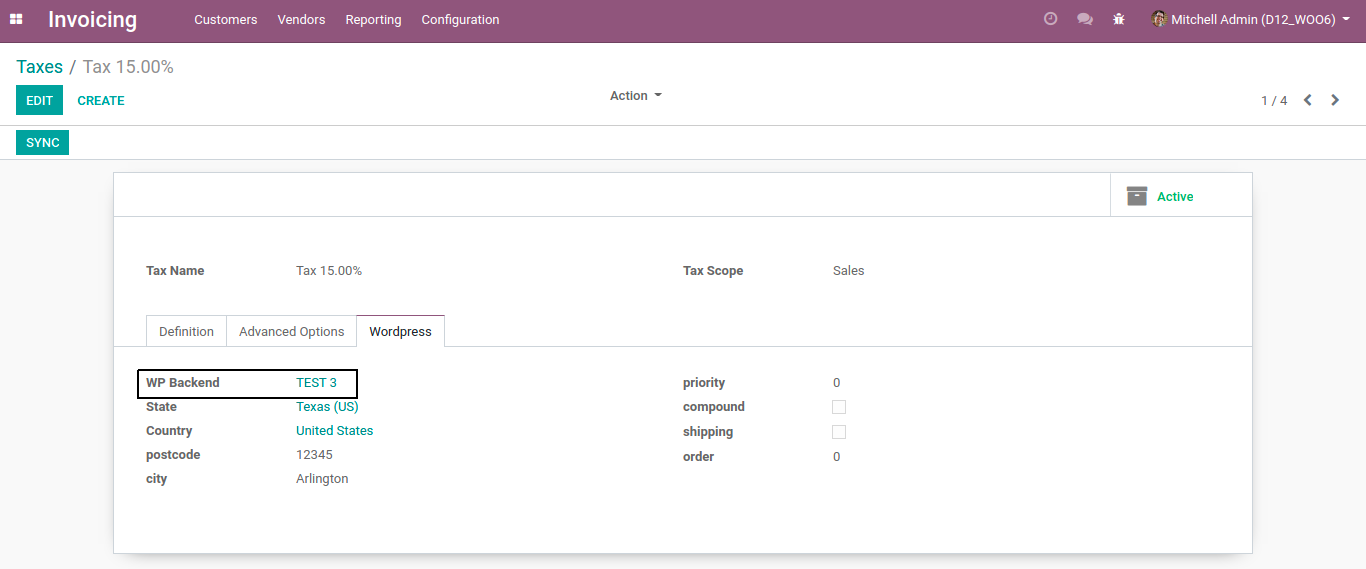 Invoicing Customers Vendors Reporting Configuration Mitchell Admin (D12_WOO6)
Taxes / Tax 15.00%
EDIT CREATE Action 1 / 4
SYNC
Active
Tax Name Tax 15.00% Tax Scope Sales
Definition Advanced Options Wordpress
WP Backend TEST 3 priority 0
State Texas (US) compound
Country United States shipping
postcode 12345 order 0
city Arlington